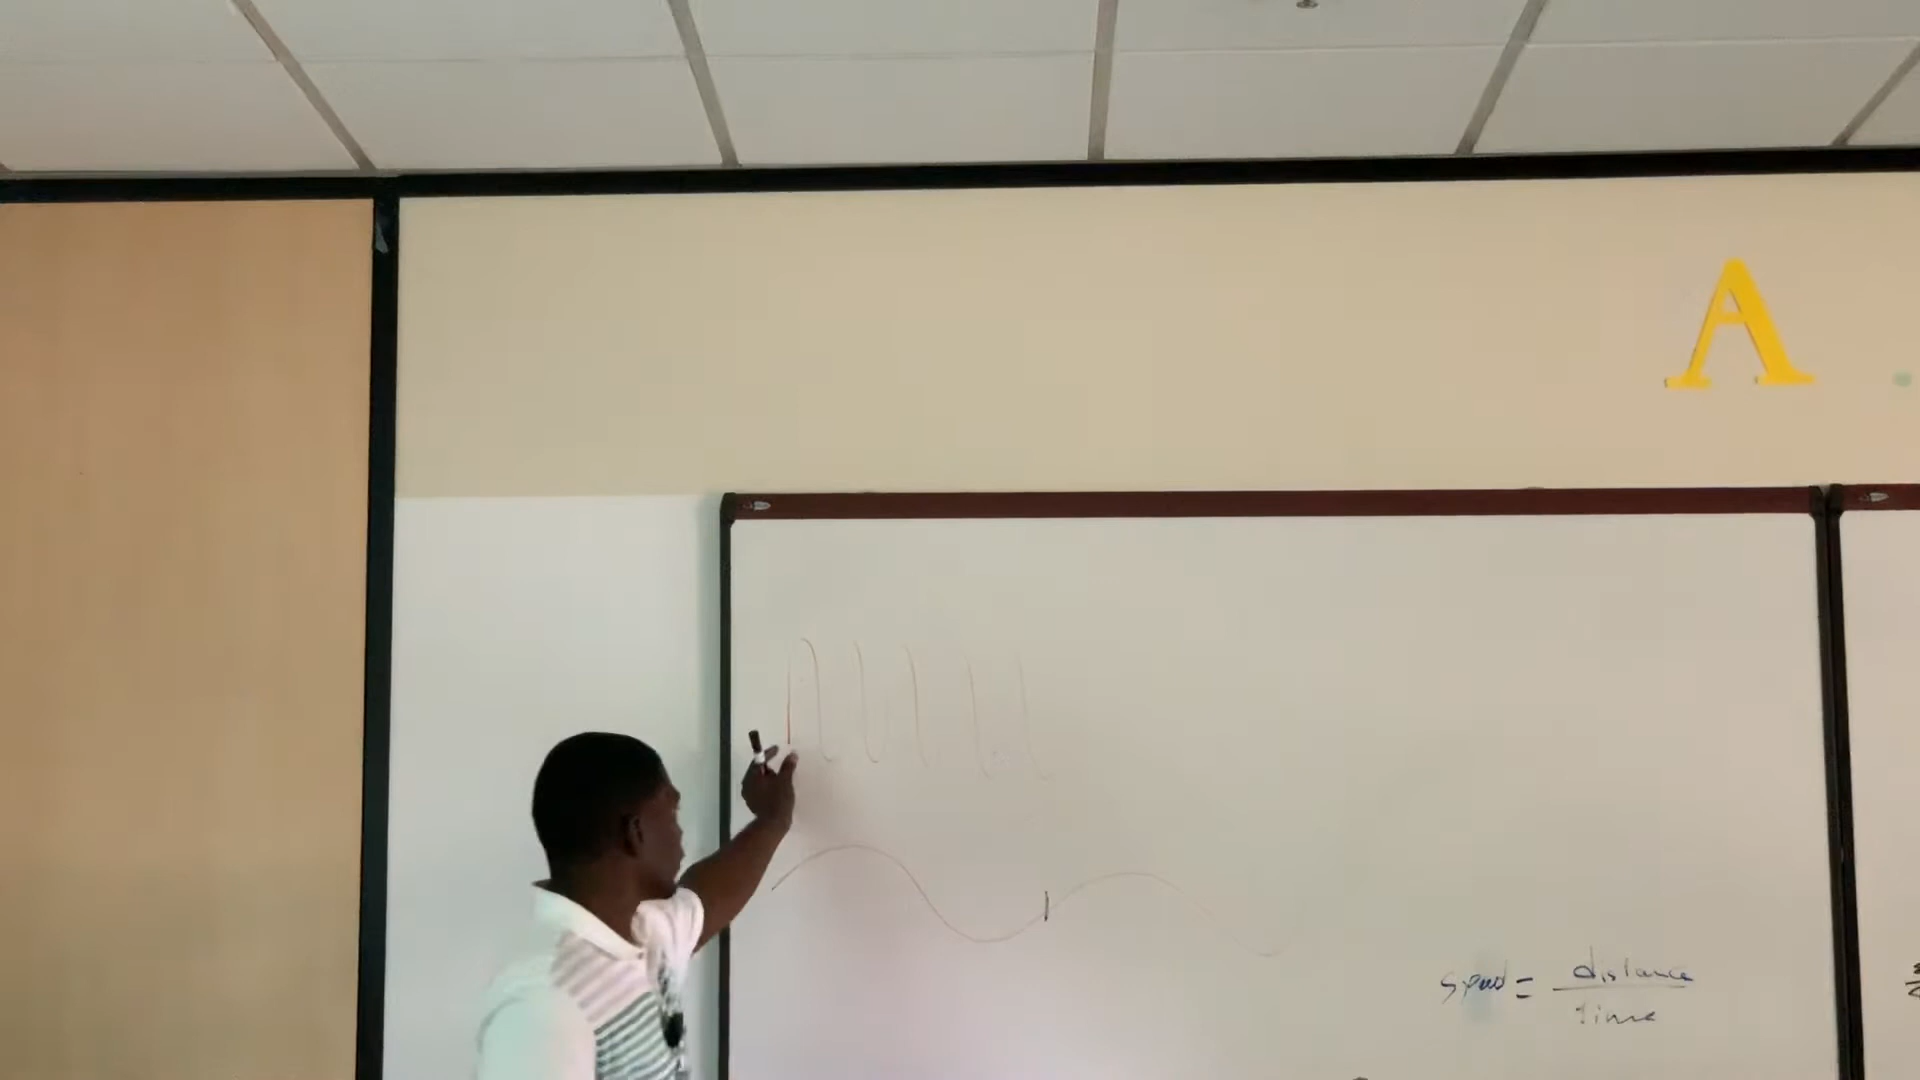 A .
Speed = distance
time